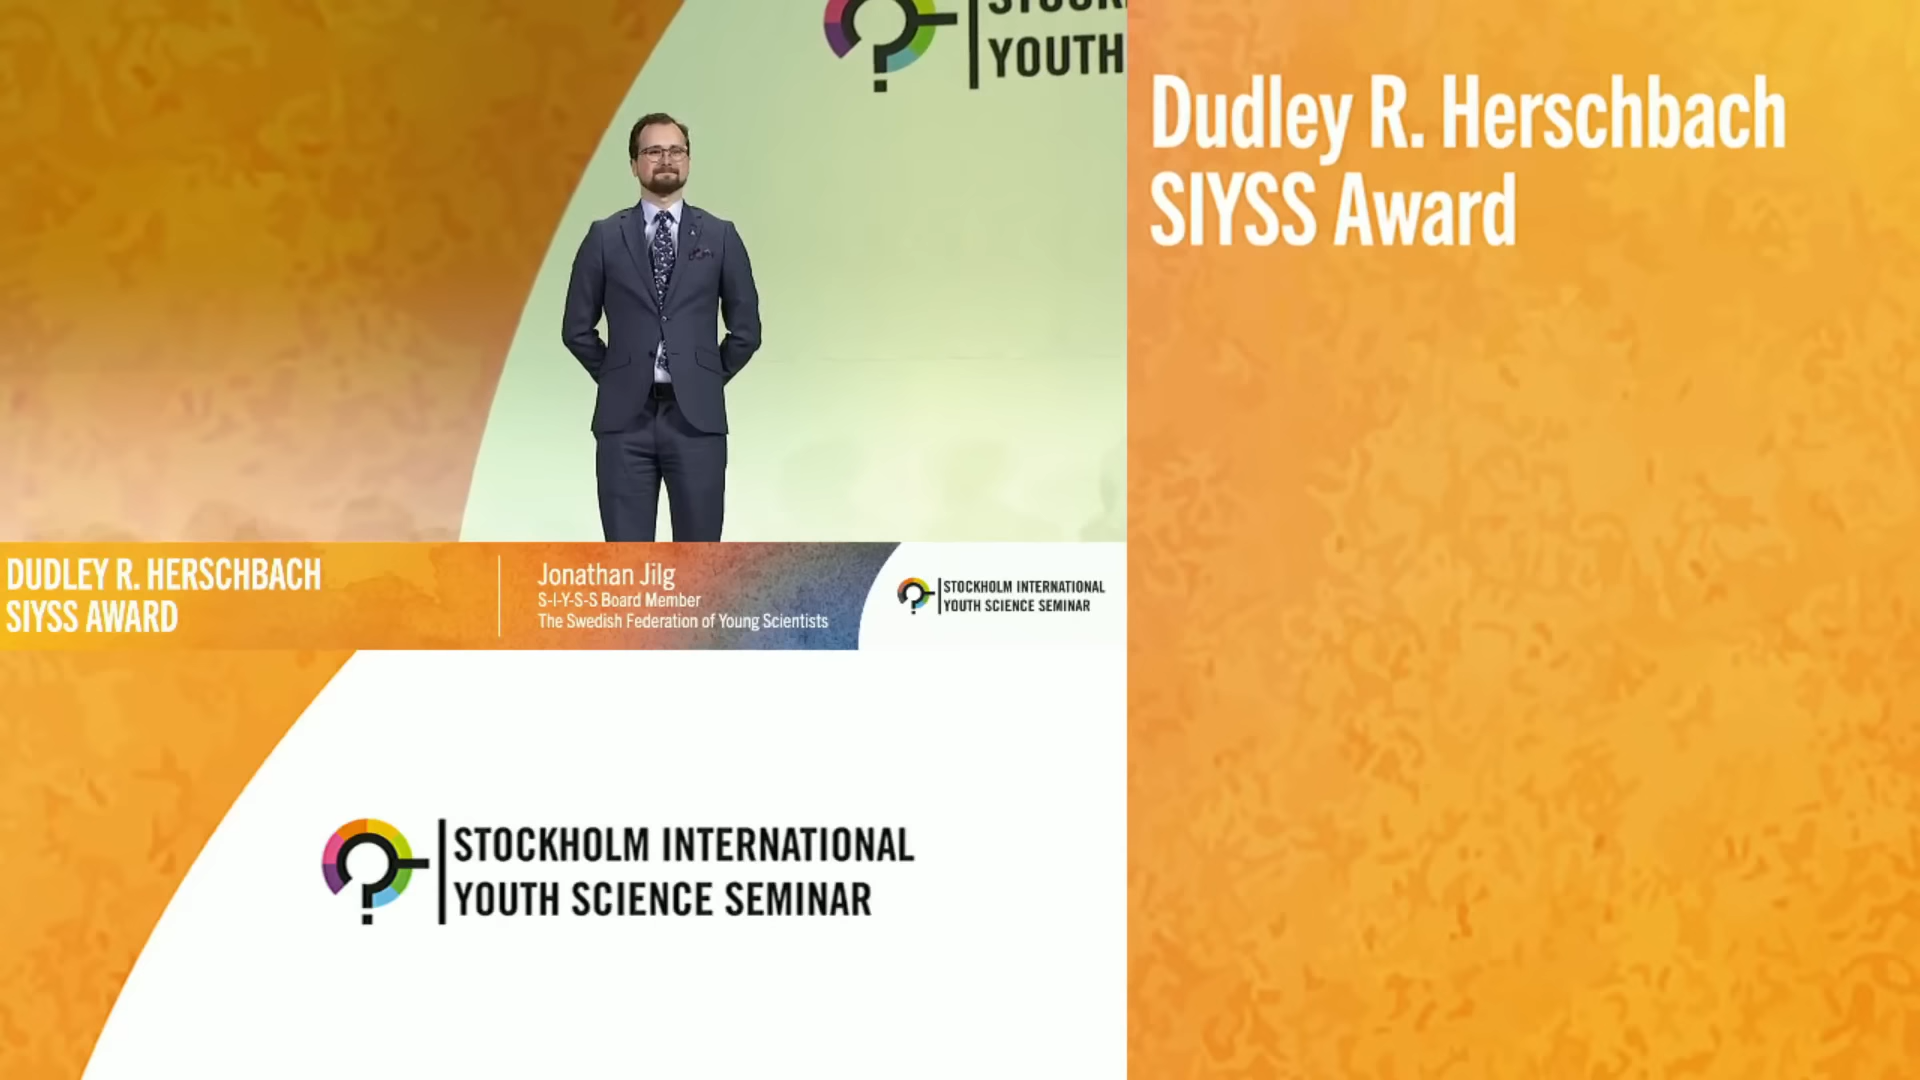 YOUTH
Dudley R. Herschbach
SIYSS Award
DUDLEY R. HERSCHBACH
SIYSS AWARD
Jonathan Jilg
S-I-Y-S-S Board Member
The Swedish Federation of Young Scientists
STOCKHOLM INTERNATIONAL
YOUTH SCIENCE SEMINAR
STOCKHOLM INTERNATIONAL
YOUTH SCIENCE SEMINAR